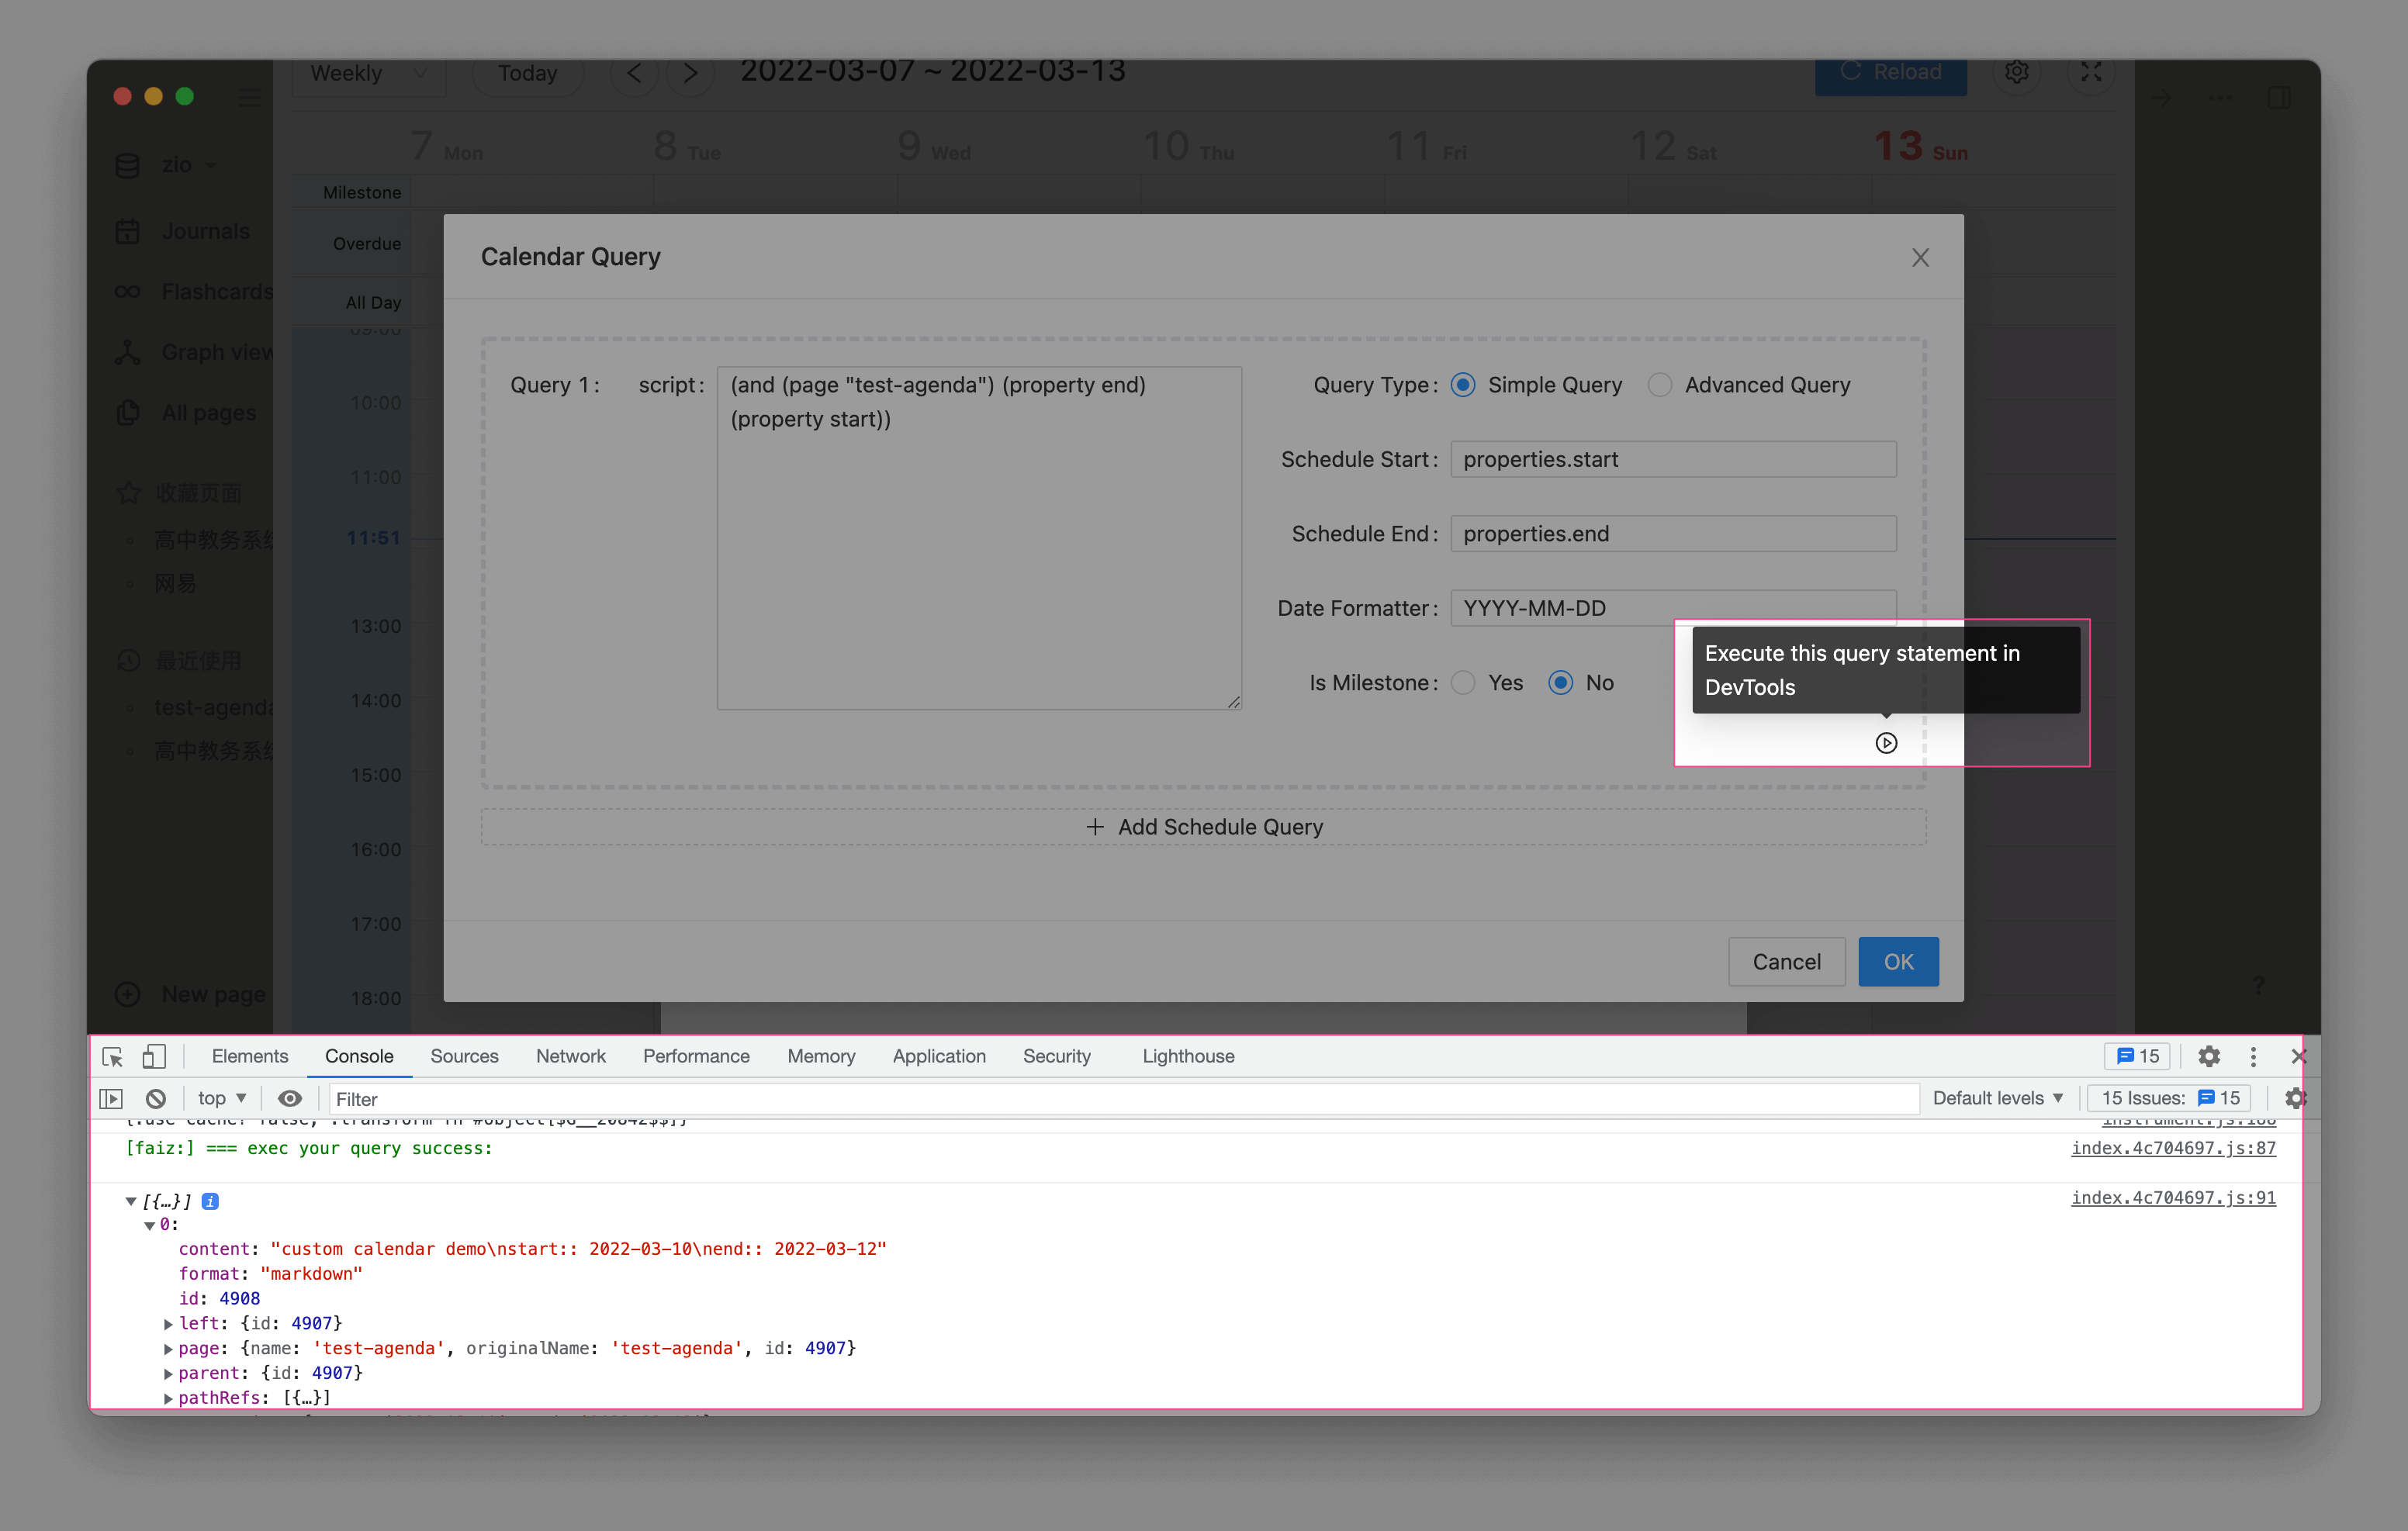 Weekly
Today
2022-03-07 ~ 2022-03-13
Reload
zio
Journals
Flashcards
Graph view
All pages
收藏页面
高中教务系统
网易
最近使用
test-agenda
高中教务系统
New page
7 Mon
8 Tue
9 Wed
10 Thu
11 Fri
12 Sat
13 Sun
Milestone
Overdue
All Day
09:00
10:00
11:00
11:51
13:00
14:00
15:00
16:00
17:00
18:00
Calendar Query
Query 1:
script:
(and (page "test-agenda") (property end)
(property start))
Query Type:
Simple Query
Advanced Query
Schedule Start:
properties.start
Schedule End:
properties.end
Date Formatter:
YYYY-MM-DD
Is Milestone:
Yes
No
Execute this query statement in
DevTools
+ Add Schedule Query
Cancel
OK
?
Elements
Console
Sources
Network
Performance
Memory
Application
Security
Lighthouse
15
top
Filter
Default levels
15 Issues:
15
[faiz:] === exec your query success:
index.4c704697.js:87
[{…}]
index.4c704697.js:91
0:
content: "custom calendar demo\nstart:: 2022-03-10\nend:: 2022-03-12"
format: "markdown"
id: 4908
left: {id: 4907}
page: {name: 'test-agenda', originalName: 'test-agenda', id: 4907}
parent: {id: 4907}
pathRefs: [{…}]